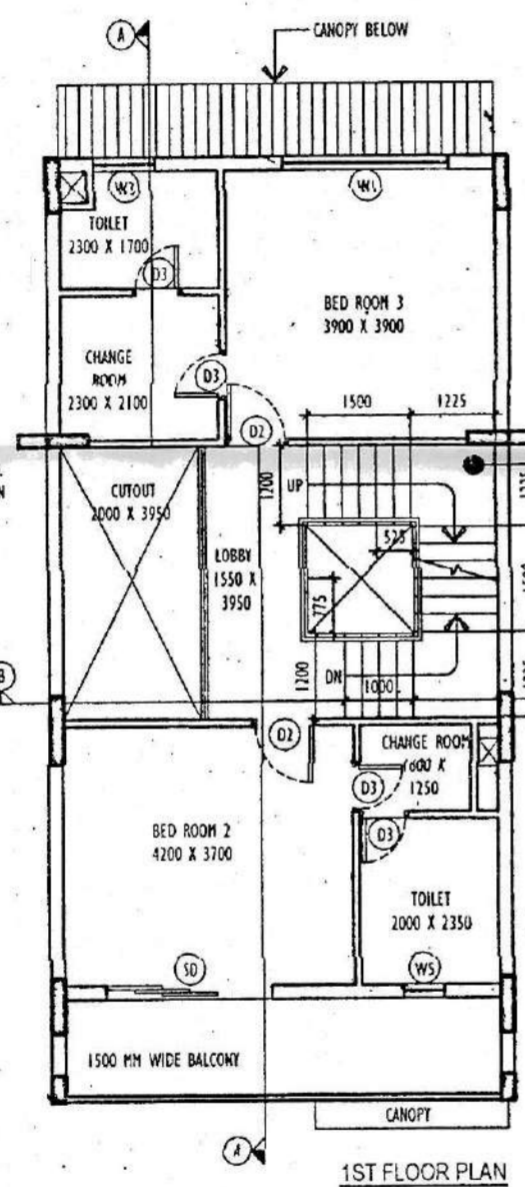 A
CANOPY BELOW
W3
W1
TOILET
2300 X 1700
D3
BED ROOM 3
3900 X 3900
CHANGE
ROOM
2300 X 2100
D3
D2
1500
1225
CUTOUT
2000 X 3950
1200
UP
525
LOBBY
1550 X
3950
775
1200
DN
1000
B
D2
CHANGE ROOM
1600 X
1250
D3
D3
BED ROOM 2
4200 X 3700
TOILET
2000 X 2350
SD
W5
1500 MM WIDE BALCONY
CANOPY
A
1ST FLOOR PLAN